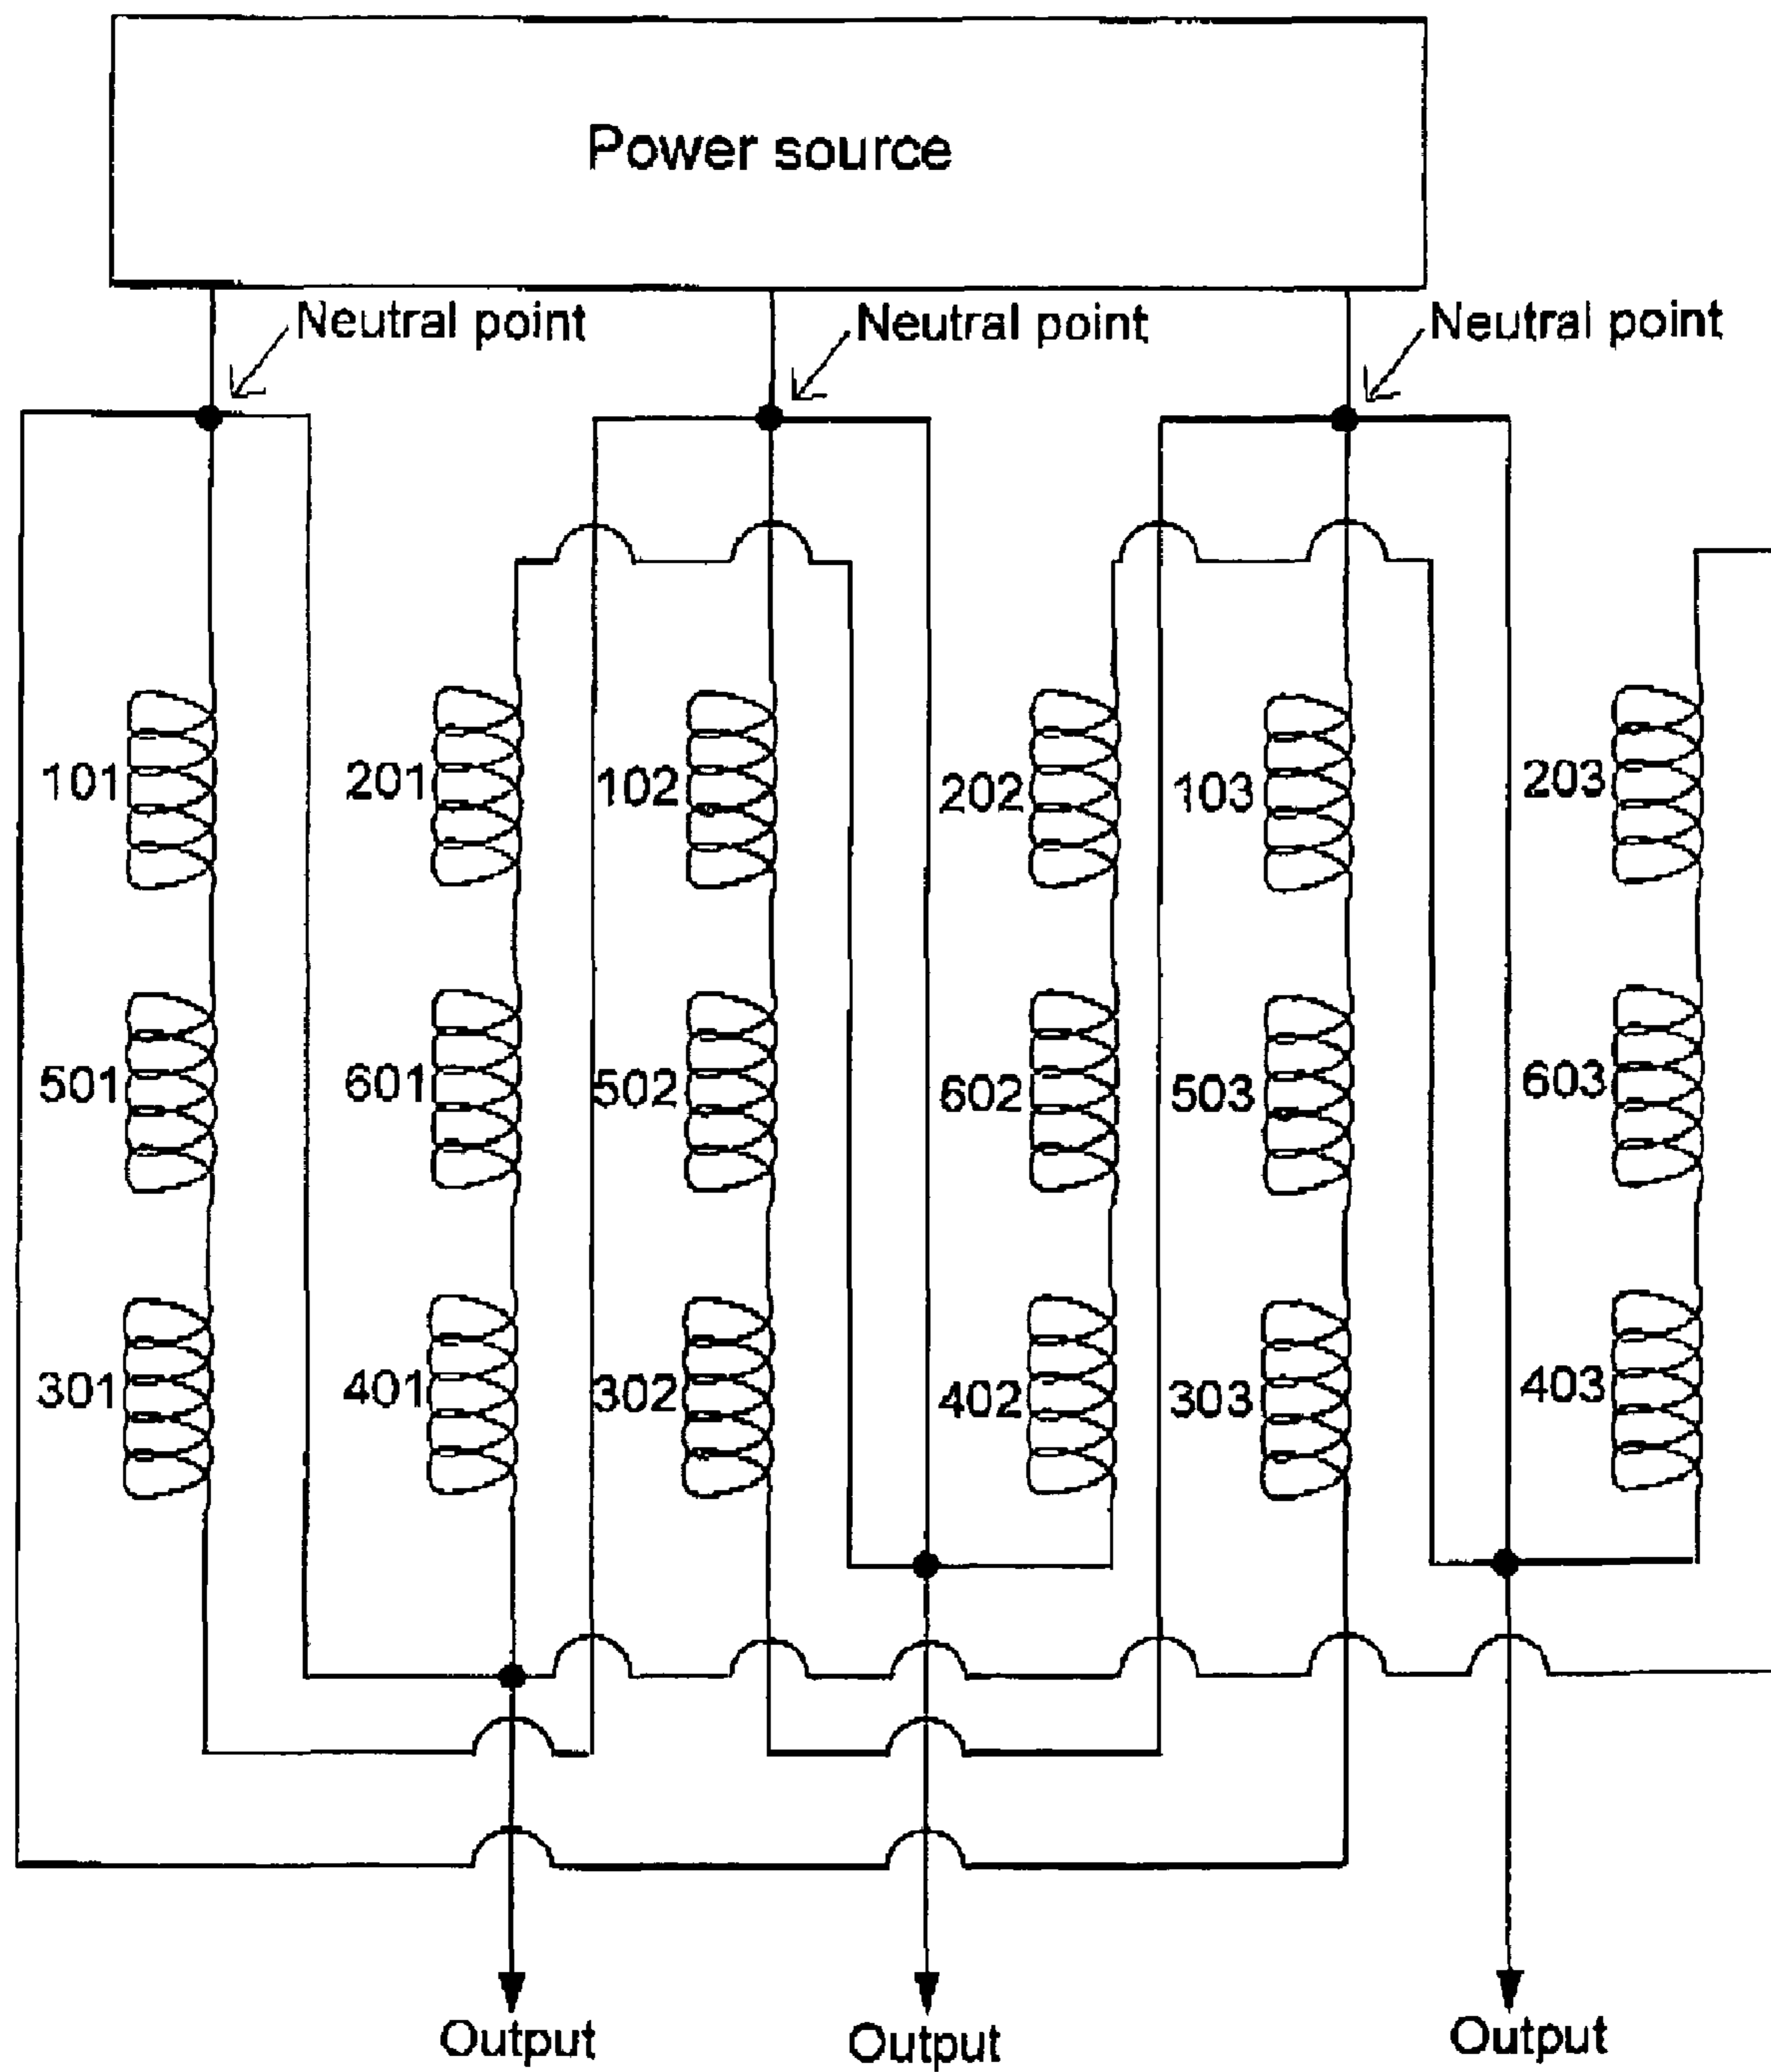 Power source
Neutral point
Neutral point
Neutral point
101
201
102
202
103
203
501
601
502
602
503
603
301
401
302
402
303
403
Output
Output
Output